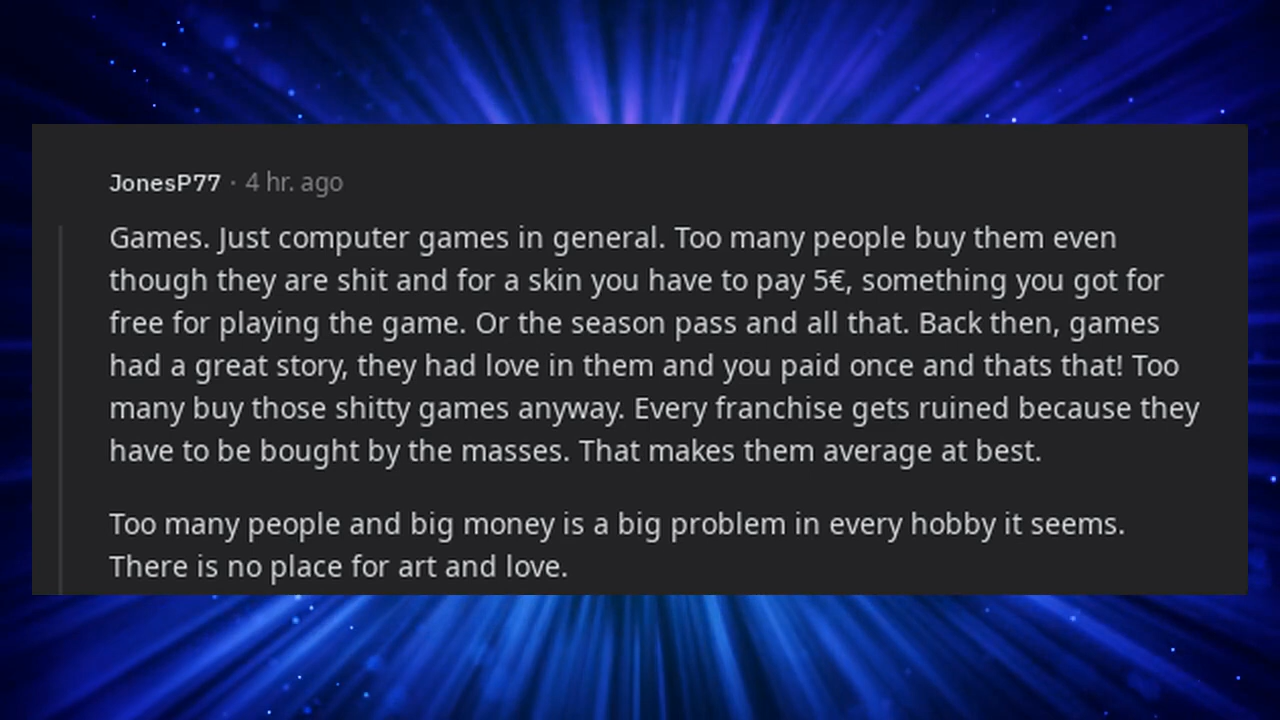 JonesP77 · 4 hr. ago
Games. Just computer games in general. Too many people buy them even
though they are shit and for a skin you have to pay 5€, something you got for
free for playing the game. Or the season pass and all that. Back then, games
had a great story, they had love in them and you paid once and thats that! Too
many buy those shitty games anyway. Every franchise gets ruined because they
have to be bought by the masses. That makes them average at best.
Too many people and big money is a big problem in every hobby it seems.
There is no place for art and love.